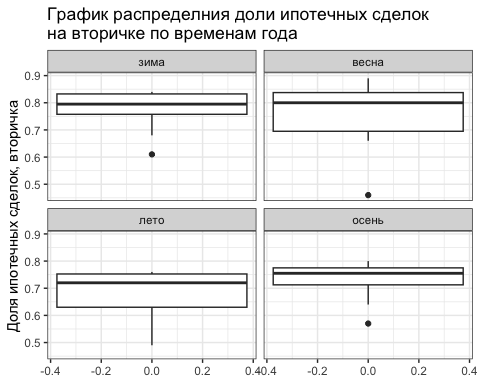 График распределния доли ипотечных сделок
на вторичке по временам года
Доля ипотечных сделок, вторичка
зима
весна
0.9
0.8
0.7
0.6
0.5
лето
осень
0.9
0.8
0.7
0.6
0.5
-0.4 -0.2 0.0 0.2 0.4
-0.4 -0.2 0.0 0.2 0.4